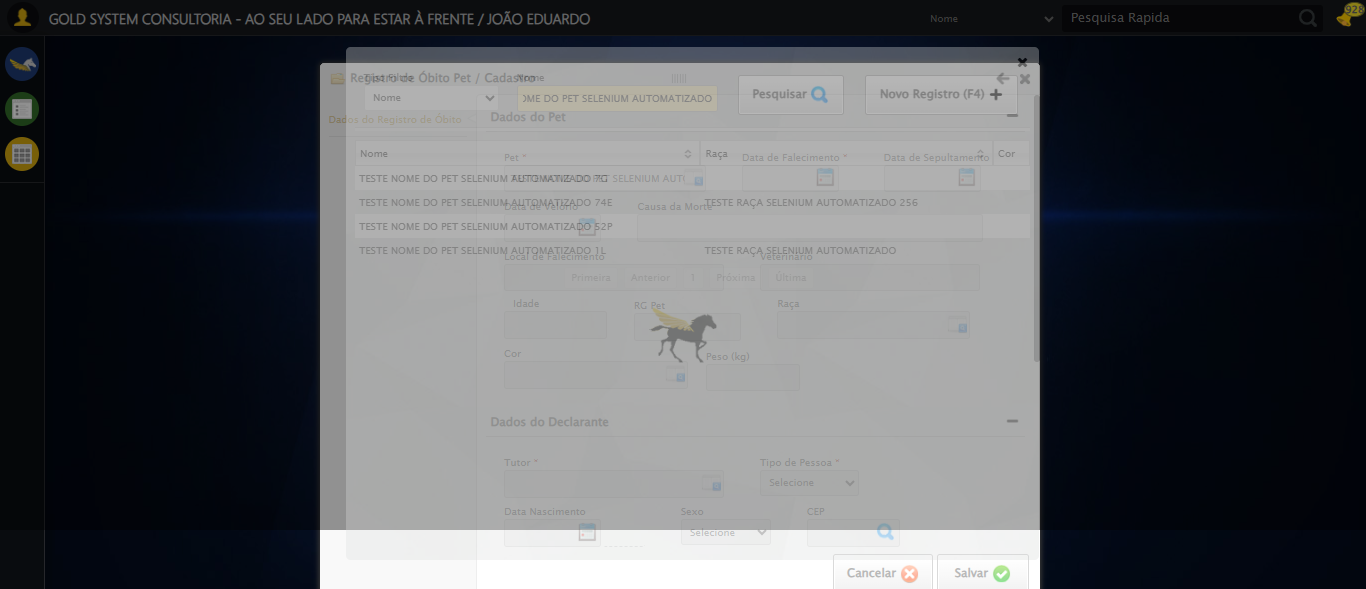 GOLD SYSTEM CONSULTORIA - AO SEU LADO PARA ESTAR À FRENTE / JOÃO EDUARDO
Nome
Pesquisa Rapida
928
Registro de Óbito Pet / Cadastro
Nome
Nome
OME DO PET SELENIUM AUTOMATIZADO
Pesquisar
Novo Registro (F4)
Dados do Registro de Óbito
Dados do Pet
Nome
Raça
Cor
Pet *
Data de Falecimento *
Data de Sepultamento
TESTE NOME DO PET SELENIUM AUTOMATIZADO 7G
TESTE NOME DO PET SELENIUM AUTOMATIZADO 74E
TESTE RAÇA SELENIUM AUTOMATIZADO 256
Data de Velório
Causa da Morte
TESTE NOME DO PET SELENIUM AUTOMATIZADO 52P
TESTE NOME DO PET SELENIUM AUTOMATIZADO 1L
TESTE RAÇA SELENIUM AUTOMATIZADO
Local de Falecimento
Veterinário
Primeira
Anterior
1
Próxima
Última
Idade
RG Pet
Raça
Cor
Peso (kg)
Dados do Declarante
Tutor *
Tipo de Pessoa *
Selecione
Data Nascimento
Sexo
CEP
Selecione
Cancelar
Salvar